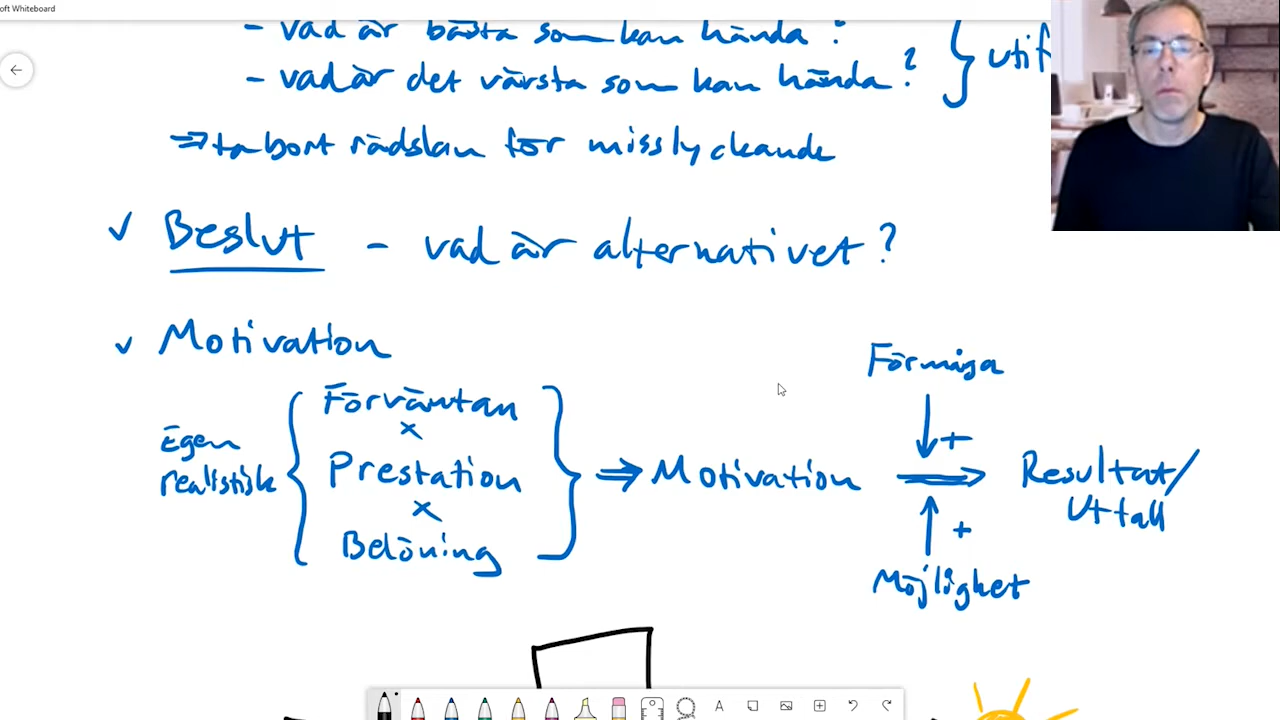 oft Whiteboard
- vad är bästa som kan hända?
- vad är det värsta som kan hända? } utif
⇒ ta bort rädslan för misslyckande
✓ Beslut - vad är alternativet?
✓ Motivation
Förmåga
Förväntan
x
Egen
realistisk
Prestation
x
Belöning
⇒ Motivation
+
⇒
+
Resultat/
Utfall
Möjlighet
A